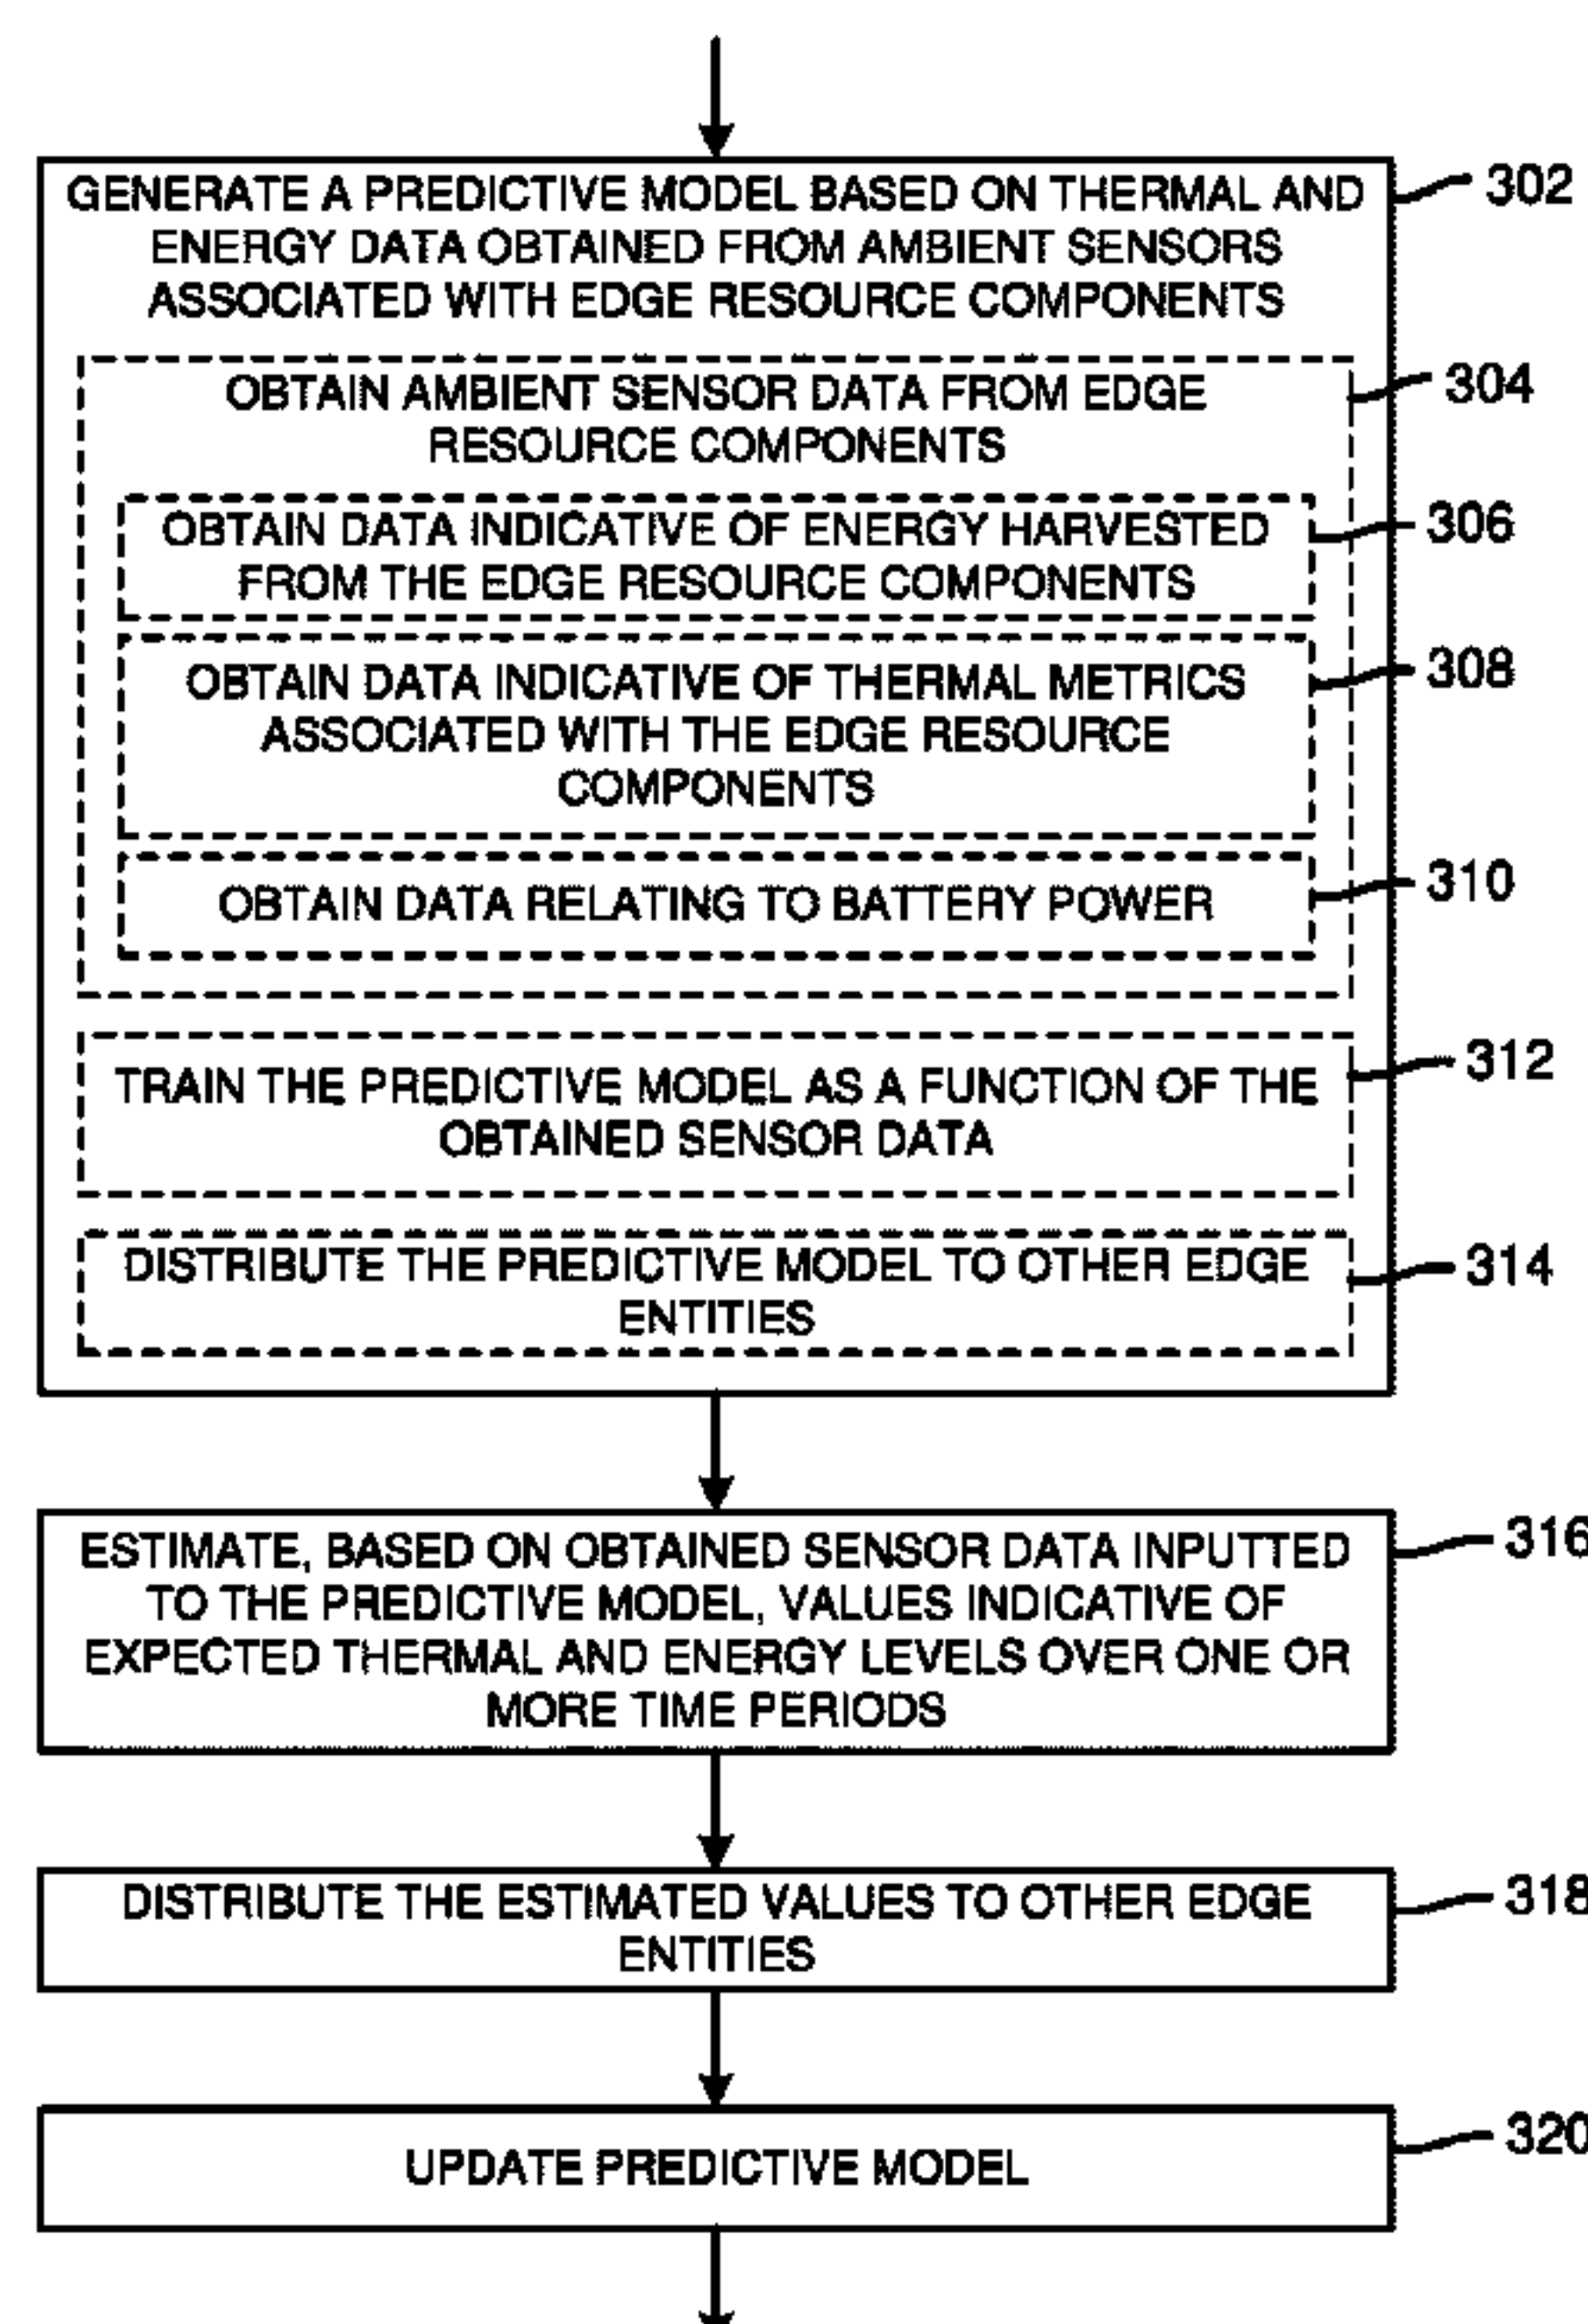 GENERATE A PREDICTIVE MODEL BASED ON THERMAL AND
ENERGY DATA OBTAINED FROM AMBIENT SENSORS
ASSOCIATED WITH EDGE RESOURCE COMPONENTS
302
OBTAIN AMBIENT SENSOR DATA FROM EDGE
RESOURCE COMPONENTS
304
OBTAIN DATA INDICATIVE OF ENERGY HARVESTED
FROM THE EDGE RESOURCE COMPONENTS
306
OBTAIN DATA INDICATIVE OF THERMAL METRICS
ASSOCIATED WITH THE EDGE RESOURCE
COMPONENTS
308
OBTAIN DATA RELATING TO BATTERY POWER
310
TRAIN THE PREDICTIVE MODEL AS A FUNCTION OF THE
OBTAINED SENSOR DATA
312
DISTRIBUTE THE PREDICTIVE MODEL TO OTHER EDGE
ENTITIES
314
ESTIMATE, BASED ON OBTAINED SENSOR DATA INPUTTED
TO THE PREDICTIVE MODEL, VALUES INDICATIVE OF
EXPECTED THERMAL AND ENERGY LEVELS OVER ONE OR
MORE TIME PERIODS
316
DISTRIBUTE THE ESTIMATED VALUES TO OTHER EDGE
ENTITIES
318
UPDATE PREDICTIVE MODEL
320